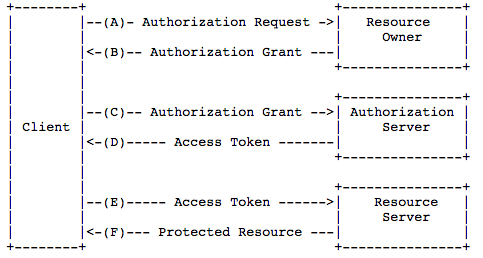 +--------+                               +---------------+
|        |--(A)- Authorization Request ->|   Resource    |
|        |                               |     Owner     |
|        |<-(B)-- Authorization Grant ---|               |
|        |                               +---------------+
|        |
|        |                               +---------------+
|        |--(C)-- Authorization Grant -->| Authorization |
| Client |                               |     Server    |
|        |<-(D)----- Access Token -------|               |
|        |                               +---------------+
|        |
|        |                               +---------------+
|        |--(E)----- Access Token ------>|    Resource   |
|        |                               |     Server    |
|        |<-(F)--- Protected Resource ---|               |
+--------+                               +---------------+